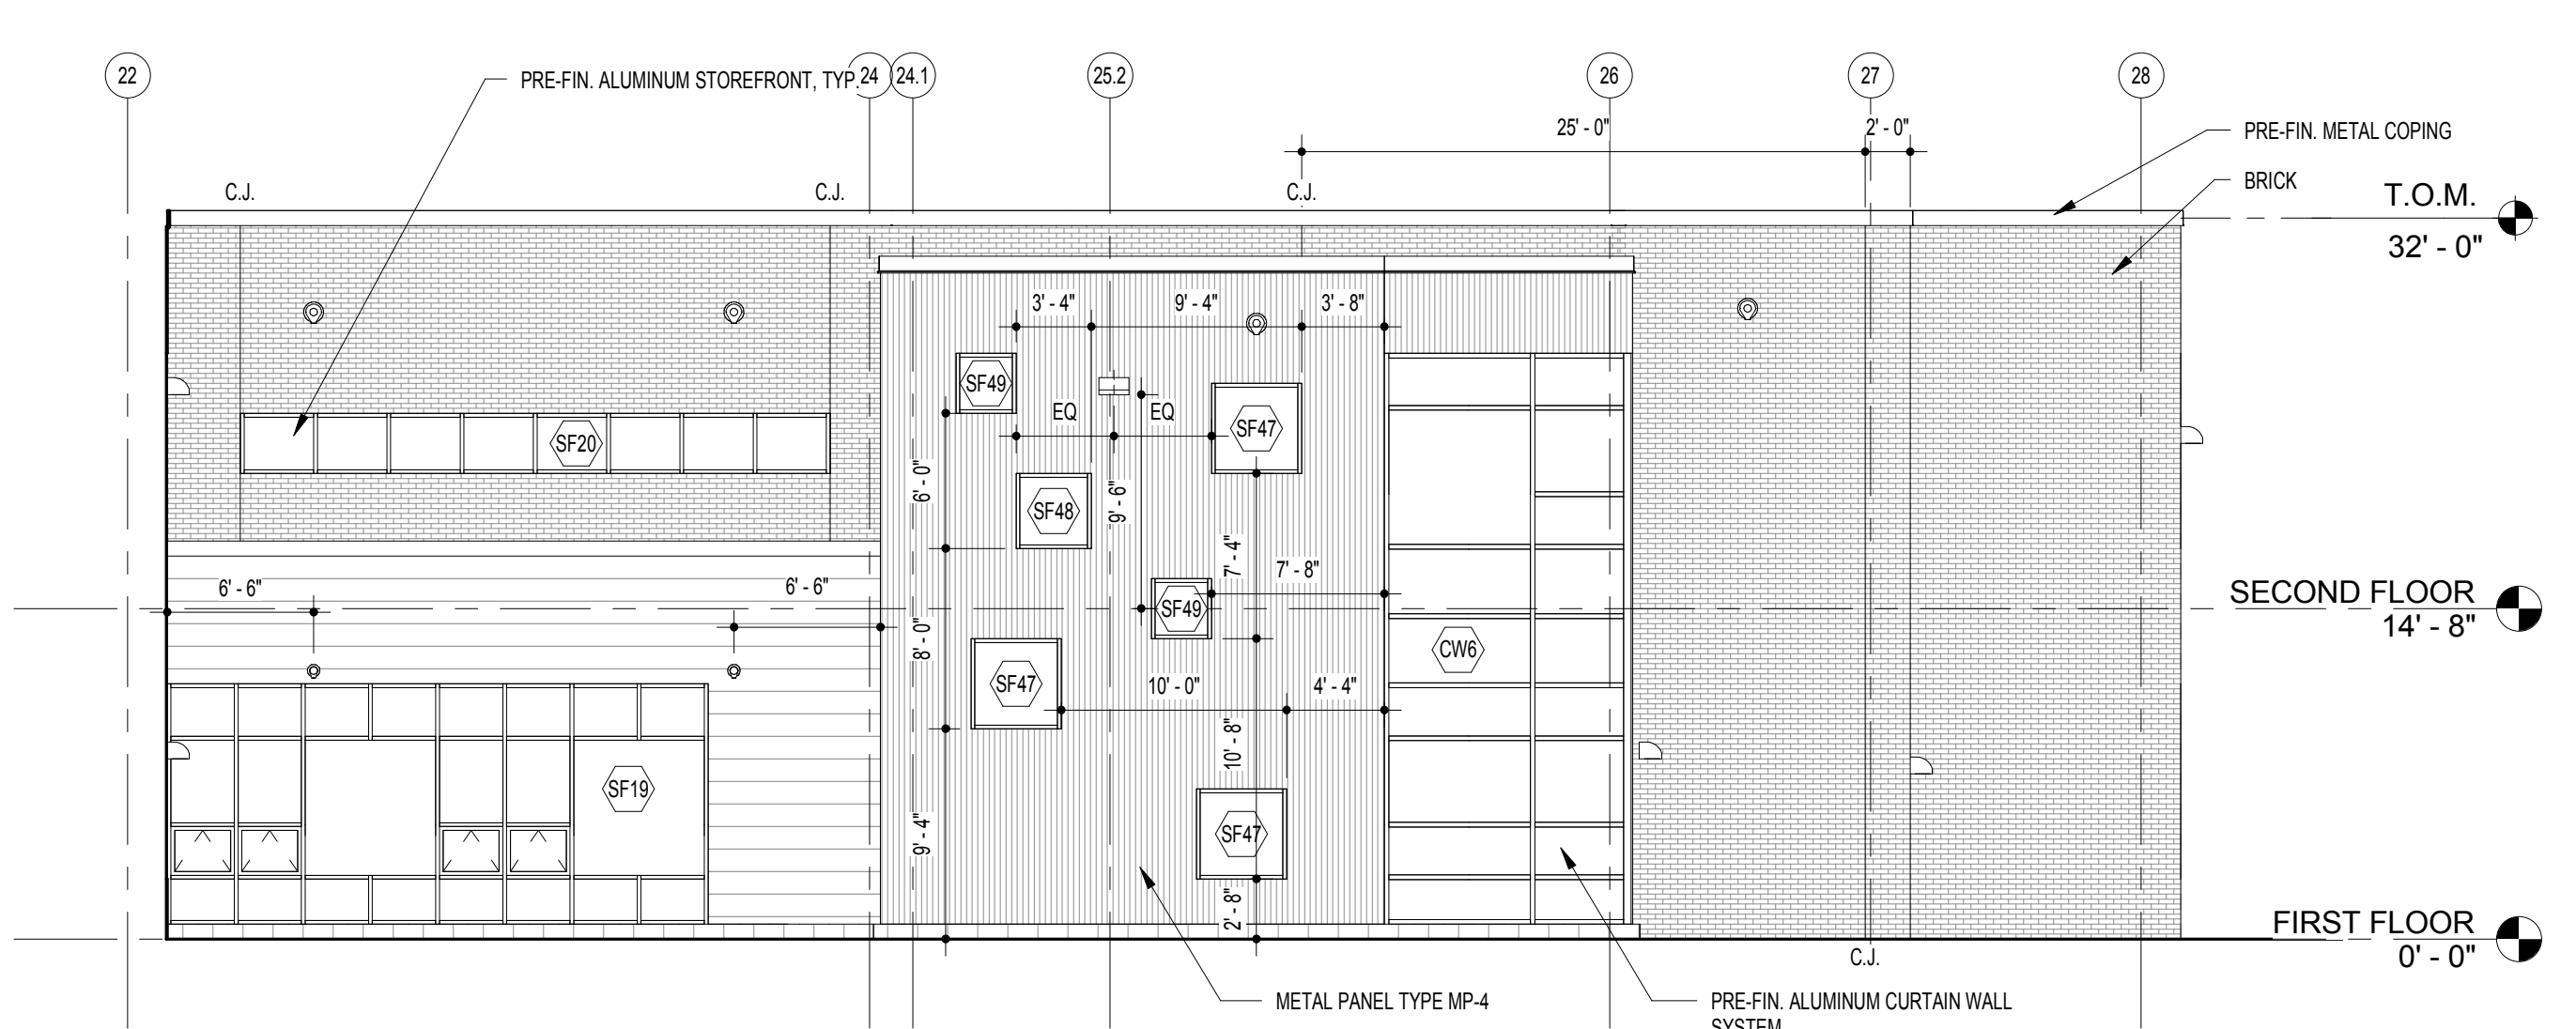 22
24
24.1
25.2
26
27
28
PRE-FIN. ALUMINUM STOREFRONT, TYP.
25' - 0"
2' - 0"
PRE-FIN. METAL COPING
BRICK
C.J.
C.J.
C.J.
T.O.M.
32' - 0"
3' - 4"
9' - 4"
3' - 8"
SF49
EQ
EQ
SF47
SF20
6' - 0"
SF48
9' - 6"
7' - 4"
7' - 8"
6' - 6"
6' - 6"
SF49
SECOND FLOOR
14' - 8"
8' - 0"
CW6
SF47
10' - 0"
4' - 4"
10' - 8"
SF19
9' - 4"
SF47
2' - 8"
FIRST FLOOR
0' - 0"
C.J.
METAL PANEL TYPE MP-4
PRE-FIN. ALUMINUM CURTAIN WALL
SYSTEM